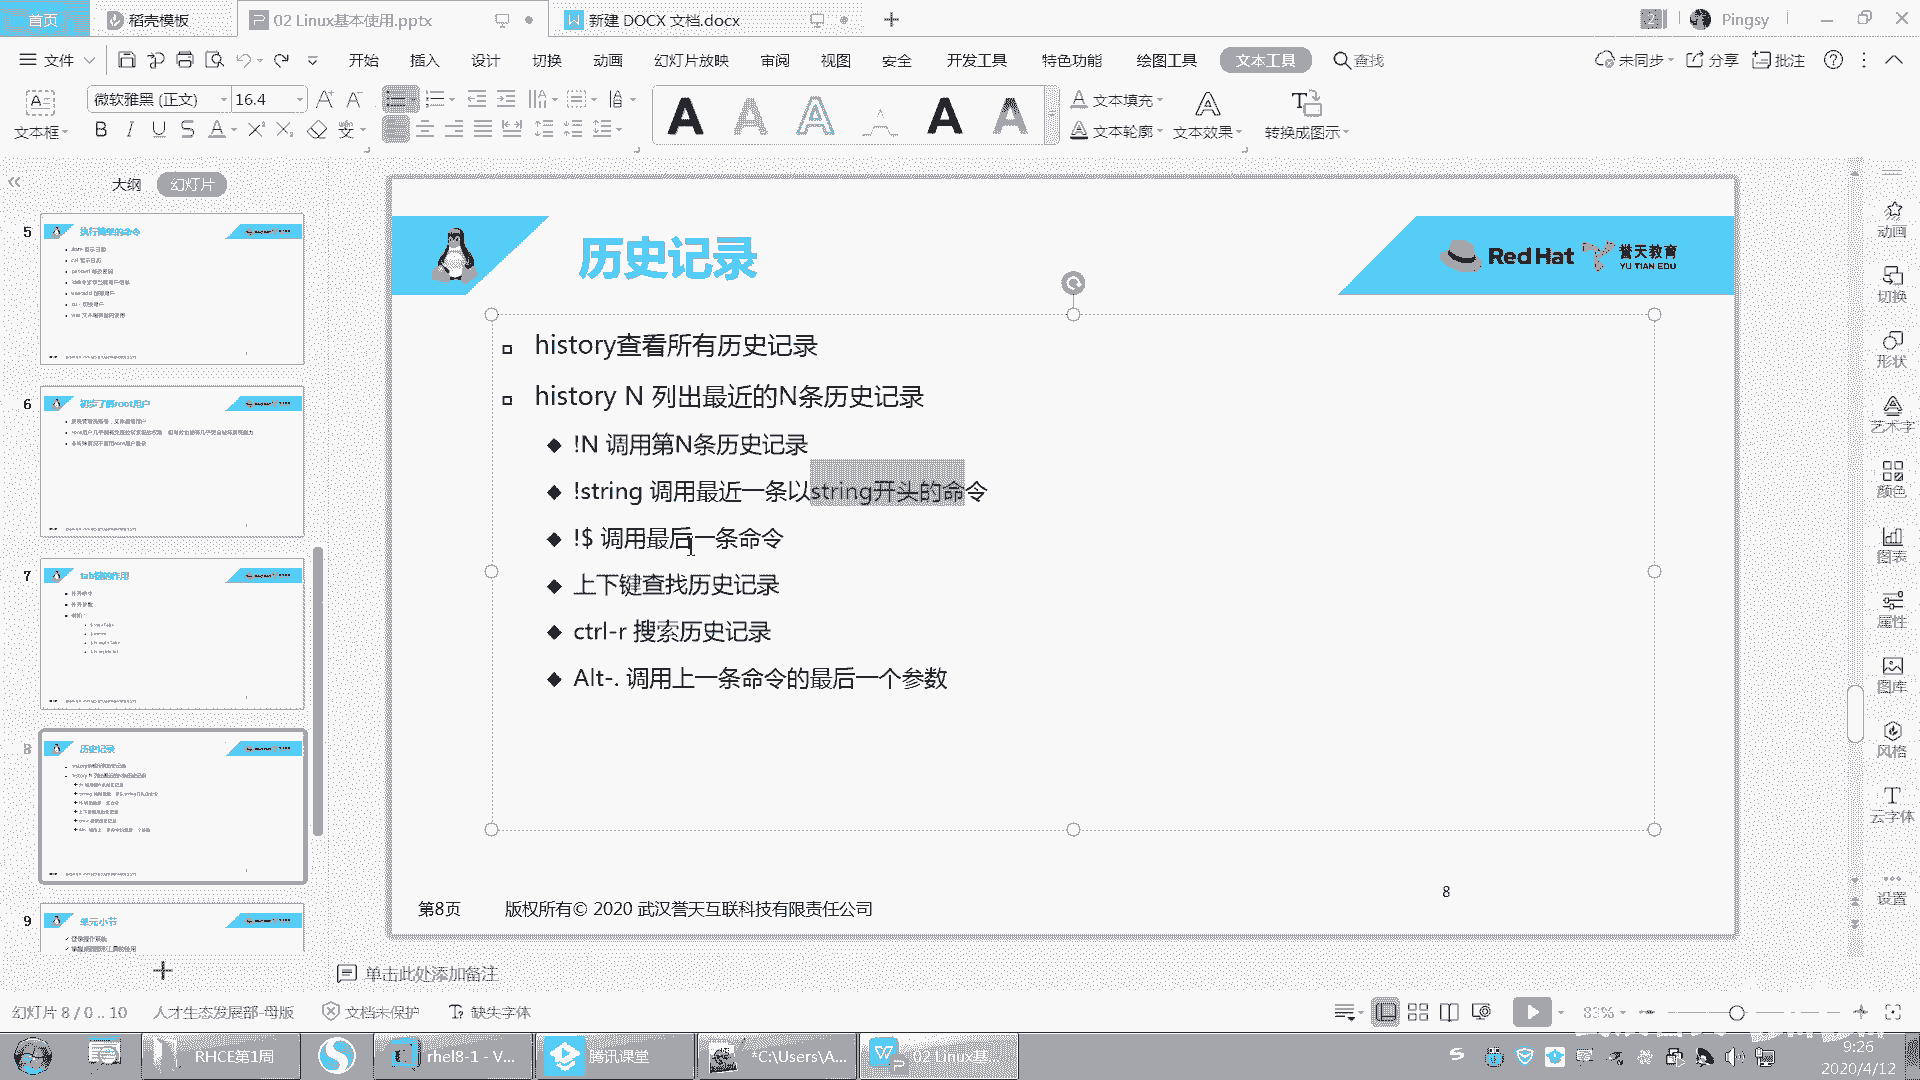 首页
稻壳模板
02 Linux基本使用.pptx
新建 DOCX 文档.docx
2
Pingsy
文件
开始
插入
设计
切换
动画
幻灯片放映
审阅
视图
安全
开发工具
特色功能
绘图工具
文本工具
查找
未同步
分享
批注
文本框
微软雅黑 (正文)
16.4
文本填充
文本轮廓
文本效果
转换成图示
大纲
幻灯片
5
执行简单的命令
6
初步了解root用户
7
tab键的作用
8
历史记录
9
单元小节
历史记录
Red Hat
誉天教育
YU TIAN EDU
history查看所有历史记录
history N 列出最近的N条历史记录
!N 调用第N条历史记录
!string 调用最近一条以string开头的命令
!$ 调用最后一条命令
上下键查找历史记录
ctrl-r 搜索历史记录
Alt-. 调用上一条命令的最后一个参数
8
第8页
版权所有© 2020 武汉誉天互联科技有限责任公司
动画
切换
形状
艺术字
颜色
图表
属性
图库
风格
云字体
设置
单击此处添加备注
幻灯片 8 / 0 .. 10
人才生态发展部-母版
文档未保护
缺失字体
83%
RHCE第1周
rhel8-1 - V...
腾讯课堂
*C:\Users\A...
02 Linux基...
9:26
2020/4/12